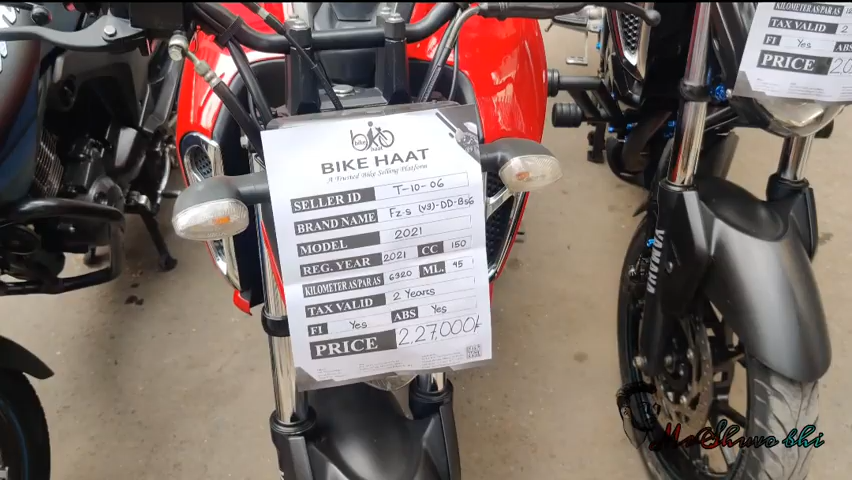 BIKE HAAT
A Trusted Bike Selling Platform
SELLER ID T-10-06
BRAND NAME Fz-s (v3)-DD-BS6
MODEL 2021
REG. YEAR 2021 CC 150
KILOMETER AS PAR AS 6320 ML. 45
TAX VALID 2 Years
FI Yes ABS Yes
PRICE 2,27,000/-
KILOMETER AS PAR AS
TAX VALID 2
FI Yes ABS
PRICE
YAMAHA